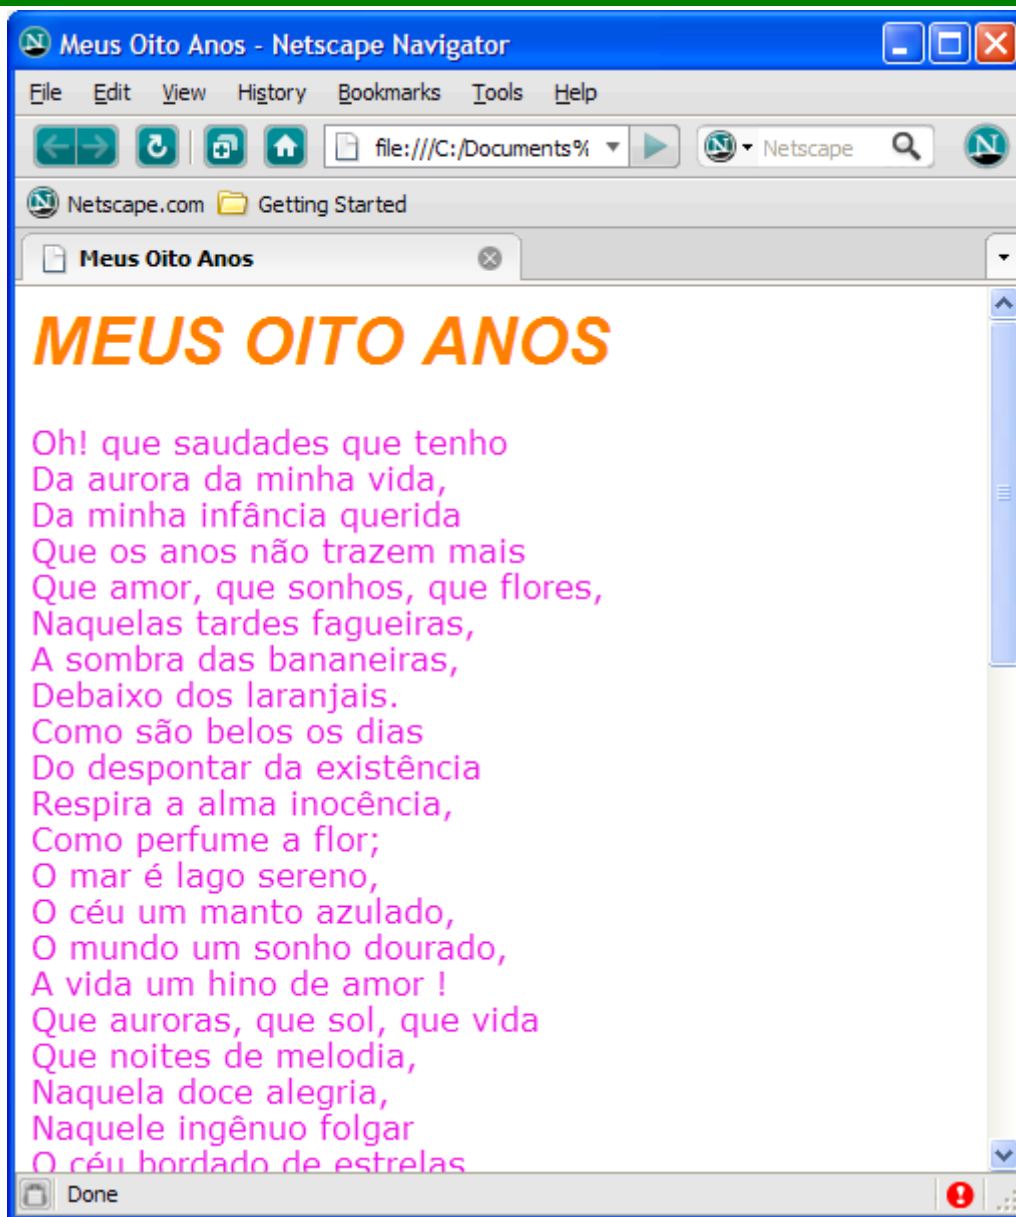 Meus Oito Anos - Netscape Navigator
File Edit View History Bookmarks Tools Help
file:///C:/Documents% Netscape
Netscape.com Getting Started
Meus Oito Anos
MEUS OITO ANOS
Oh! que saudades que tenho
Da aurora da minha vida,
Da minha infância querida
Que os anos não trazem mais
Que amor, que sonhos, que flores,
Naquelas tardes fagueiras,
A sombra das bananeiras,
Debaixo dos laranjais.
Como são belos os dias
Do despontar da existência
Respira a alma inocência,
Como perfume a flor;
O mar é lago sereno,
O céu um manto azulado,
O mundo um sonho dourado,
A vida um hino de amor !
Que auroras, que sol, que vida
Que noites de melodia,
Naquela doce alegria,
Naquele ingênuo folgar
O céu bordado de estrelas
Done